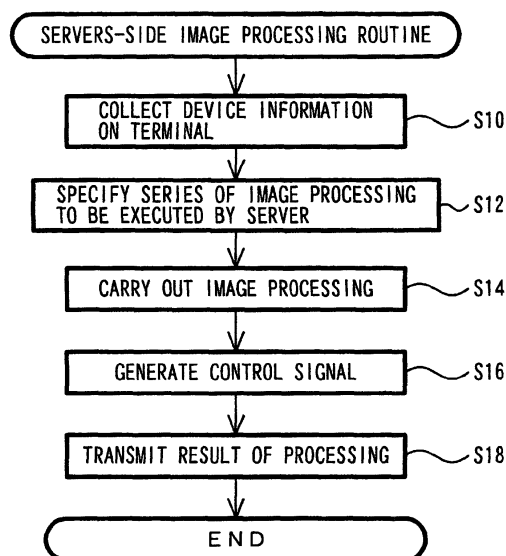 SERVERS-SIDE IMAGE PROCESSING ROUTINE
COLLECT DEVICE INFORMATION
ON TERMINAL
S10
SPECIFY SERIES OF IMAGE PROCESSING
TO BE EXECUTED BY SERVER
S12
CARRY OUT IMAGE PROCESSING
S14
GENERATE CONTROL SIGNAL
S16
TRANSMIT RESULT OF PROCESSING
S18
END